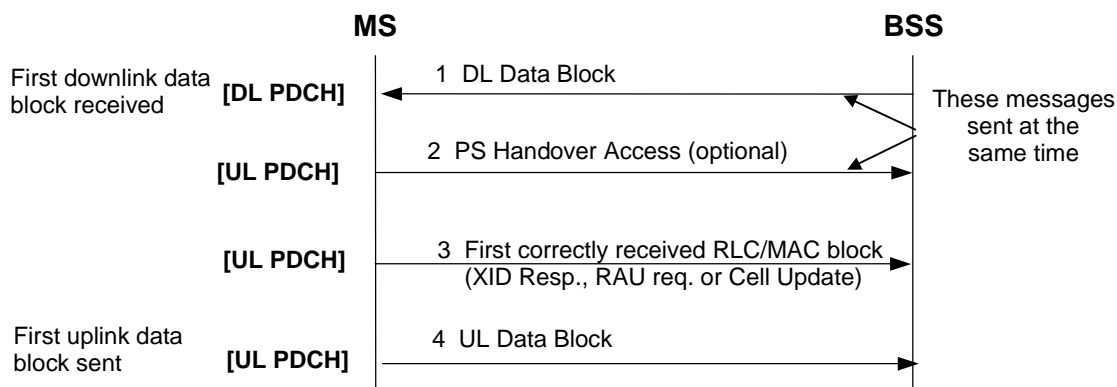 MS
BSS
First downlink data
block received
[DL PDCH]
1 DL Data Block
These messages
sent at the
same time
[UL PDCH]
2 PS Handover Access (optional)
[UL PDCH]
3 First correctly received RLC/MAC block
(XID Resp., RAU req. or Cell Update)
First uplink data
block sent
[UL PDCH]
4 UL Data Block